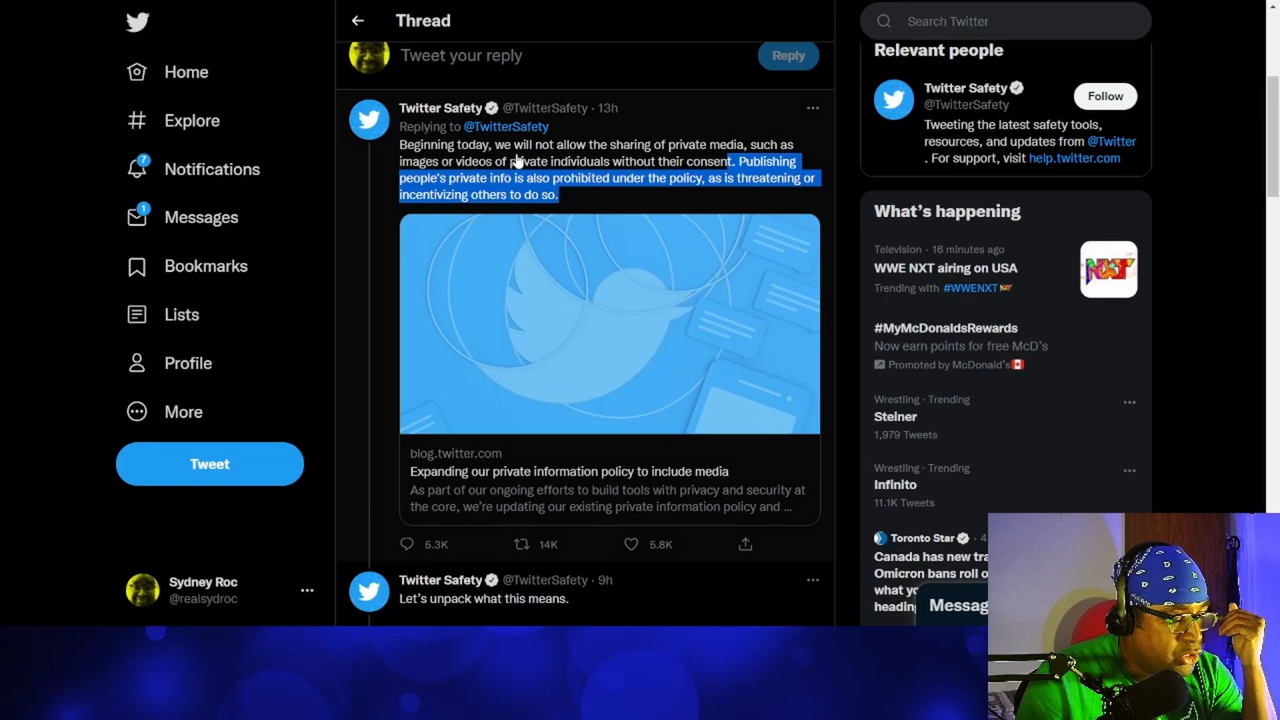 Home
Explore
7
Notifications
1
Messages
Bookmarks
Lists
Profile
More
Tweet
Sydney Roc
@realsydroc
Thread
Tweet your reply
Reply
Twitter Safety @TwitterSafety · 13h
Replying to @TwitterSafety
Beginning today, we will not allow the sharing of private media, such as
images or videos of private individuals without their consent. Publishing
people's private info is also prohibited under the policy, as is threatening or
incentivizing others to do so.
blog.twitter.com
Expanding our private information policy to include media
As part of our ongoing efforts to build tools with privacy and security at
the core, we're updating our existing private information policy and ...
5.3K
14K
5.8K
Twitter Safety @TwitterSafety · 9h
Let's unpack what this means.
Search Twitter
Relevant people
Twitter Safety
@TwitterSafety
Follow
Tweeting the latest safety tools,
resources, and updates from @Twitter
. For support, visit help.twitter.com
What's happening
Television · 16 minutes ago
WWE NXT airing on USA
Trending with #WWENXT
NXT
#MyMcDonaldsRewards
Now earn points for free McD's
Promoted by McDonald's
Wrestling · Trending
Steiner
1,979 Tweets
Wrestling · Trending
Infinito
11.1K Tweets
Toronto Star · 4
Canada has new tra
Omicron bans roll o
what yo
heading
Messag